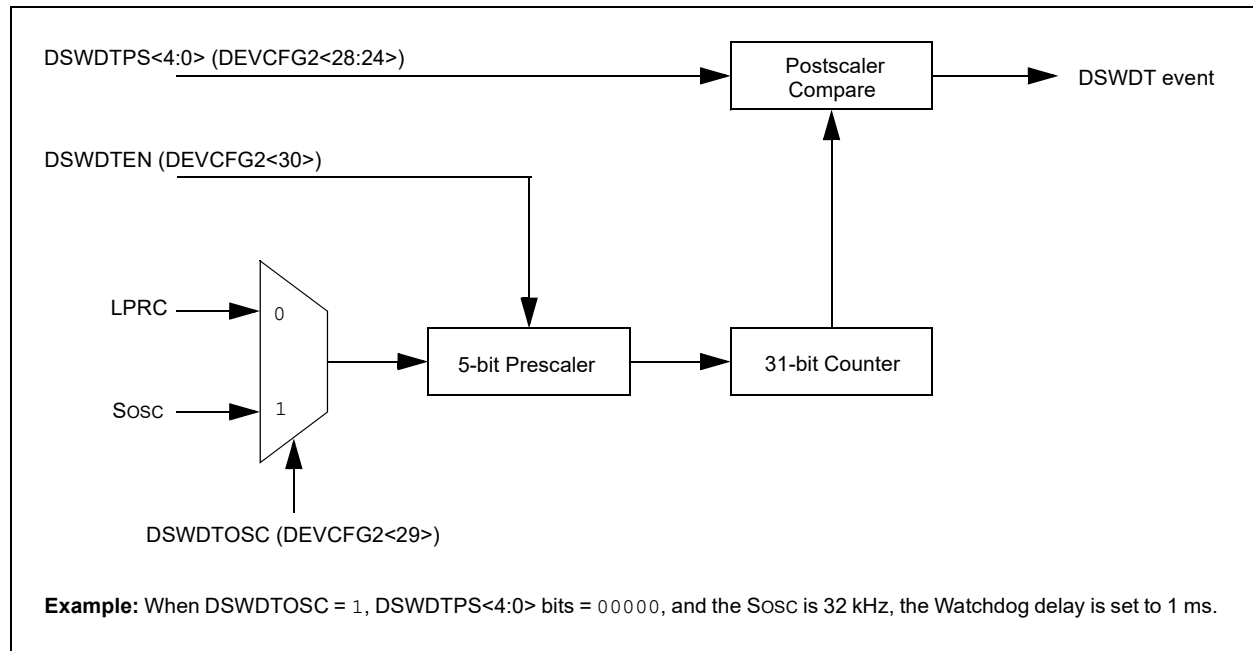 DSWDTPS<4:0> (DEVCFG2<28:24>)
Postscaler
Compare
DSWDT event
DSWDTEN (DEVCFG2<30>)
LPRC
0
5-bit Prescaler
31-bit Counter
SOSC
1
DSWDTOSC (DEVCFG2<29>)
Example: When DSWDTOSC = 1, DSWDTPS<4:0> bits = 00000, and the SOSC is 32 kHz, the Watchdog delay is set to 1 ms.